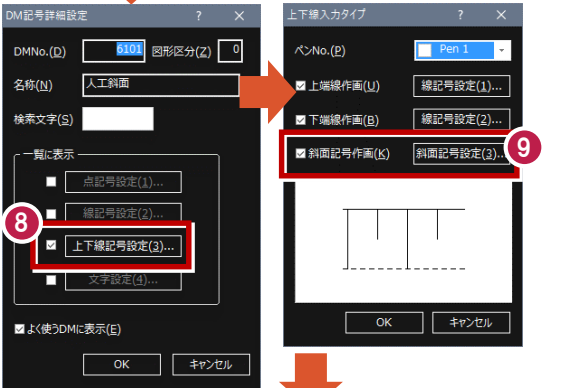 DM記号詳細設定 ? ×
DMNo.(D) 6101 図形区分(Z) 0
名称(N) 人工斜面
検索文字(S)
一覧に表示
点記号設定(1)...
線記号設定(2)...
8
上下線記号設定(3)...
文字設定(4)...
よく使うDMに表示(E)
OK キャンセル
上下線入力タイプ ? ×
ペンNo.(P) Pen 1
上端線作画(U) 線記号設定(1)...
下端線作画(B) 線記号設定(2)...
斜面記号作画(K) 斜面記号設定(3)...
9
OK キャンセル